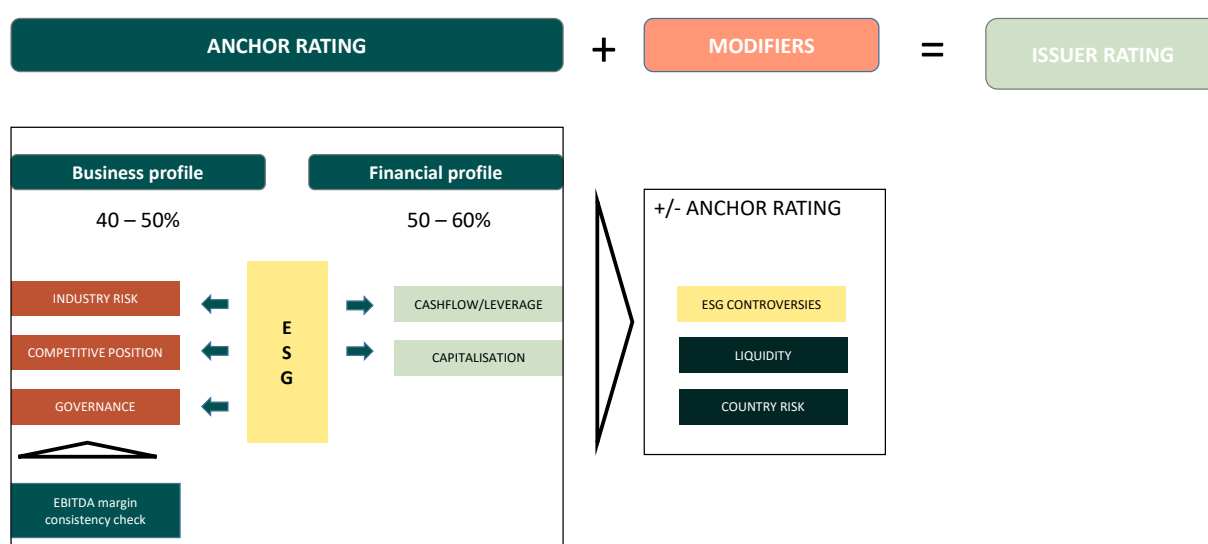 ANCHOR RATING
+
MODIFIERS
=
ISSUER RATING
Business profile
Financial profile
40 – 50%
50 – 60%
+/- ANCHOR RATING
INDUSTRY RISK
COMPETITIVE POSITION
GOVERNANCE
E
S
G
CASHFLOW/LEVERAGE
CAPITALISATION
ESG CONTROVERSIES
LIQUIDITY
COUNTRY RISK
EBITDA margin
consistency check